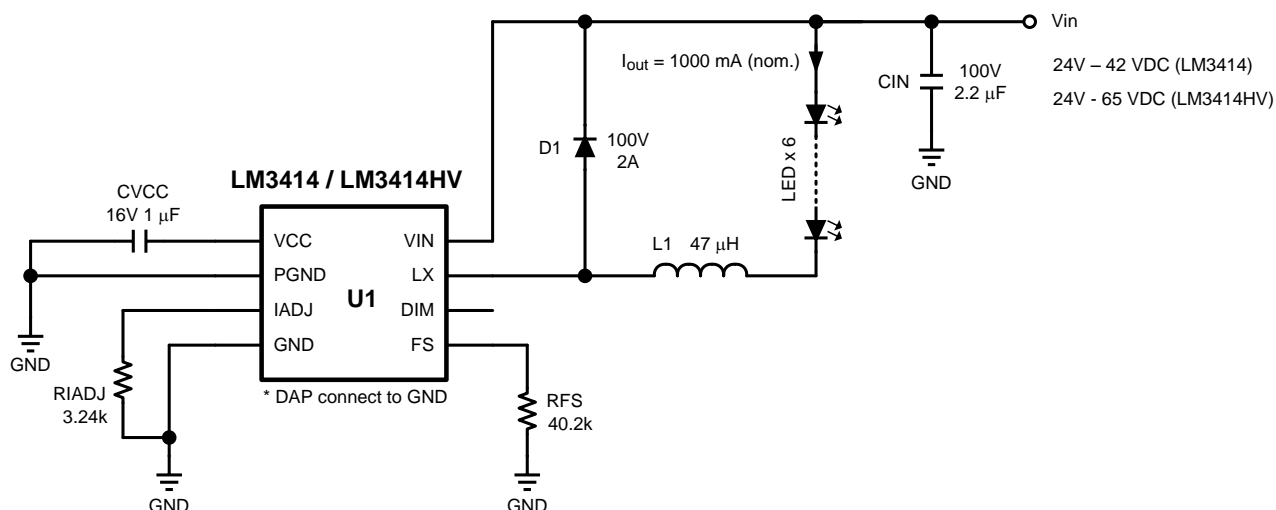 Vin
I_out = 1000 mA (nom.)
24V – 42 VDC (LM3414)
24V - 65 VDC (LM3414HV)
CIN
100V
2.2 μF
GND
D1
100V
2A
LED x 6
LM3414 / LM3414HV
CVCC
16V 1 μF
L1 47 μH
VCC
PGND
IADJ
GND
U1
VIN
LX
DIM
FS
GND
RIADJ
3.24k
* DAP connect to GND
RFS
40.2k
GND
GND